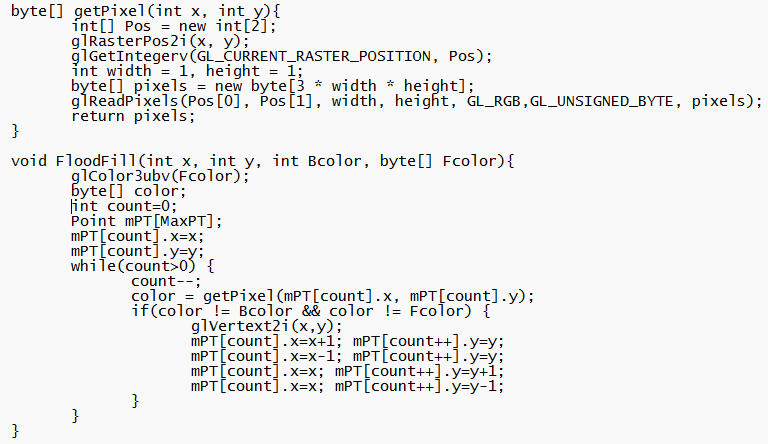 byte[] getPixel(int x, int y){
int[] Pos = new int[2];
glRasterPos2i(x, y);
glGetIntegerv(GL_CURRENT_RASTER_POSITION, Pos);
int width = 1, height = 1;
byte[] pixels = new byte[3 * width * height];
glReadPixels(Pos[0], Pos[1], width, height, GL_RGB,GL_UNSIGNED_BYTE, pixels);
return pixels;
}
void FloodFill(int x, int y, int Bcolor, byte[] Fcolor){
glColor3ubv(Fcolor);
byte[] color;
int count=0;
Point mPT[MaxPT];
mPT[count].x=x;
mPT[count].y=y;
while(count>0) {
count--;
color = getPixel(mPT[count].x, mPT[count].y);
if(color != Bcolor && color != Fcolor) {
glVertext2i(x,y);
mPT[count].x=x+1; mPT[count++].y=y;
mPT[count].x=x-1; mPT[count++].y=y;
mPT[count].x=x; mPT[count++].y=y+1;
mPT[count].x=x; mPT[count++].y=y-1;
}
}
}